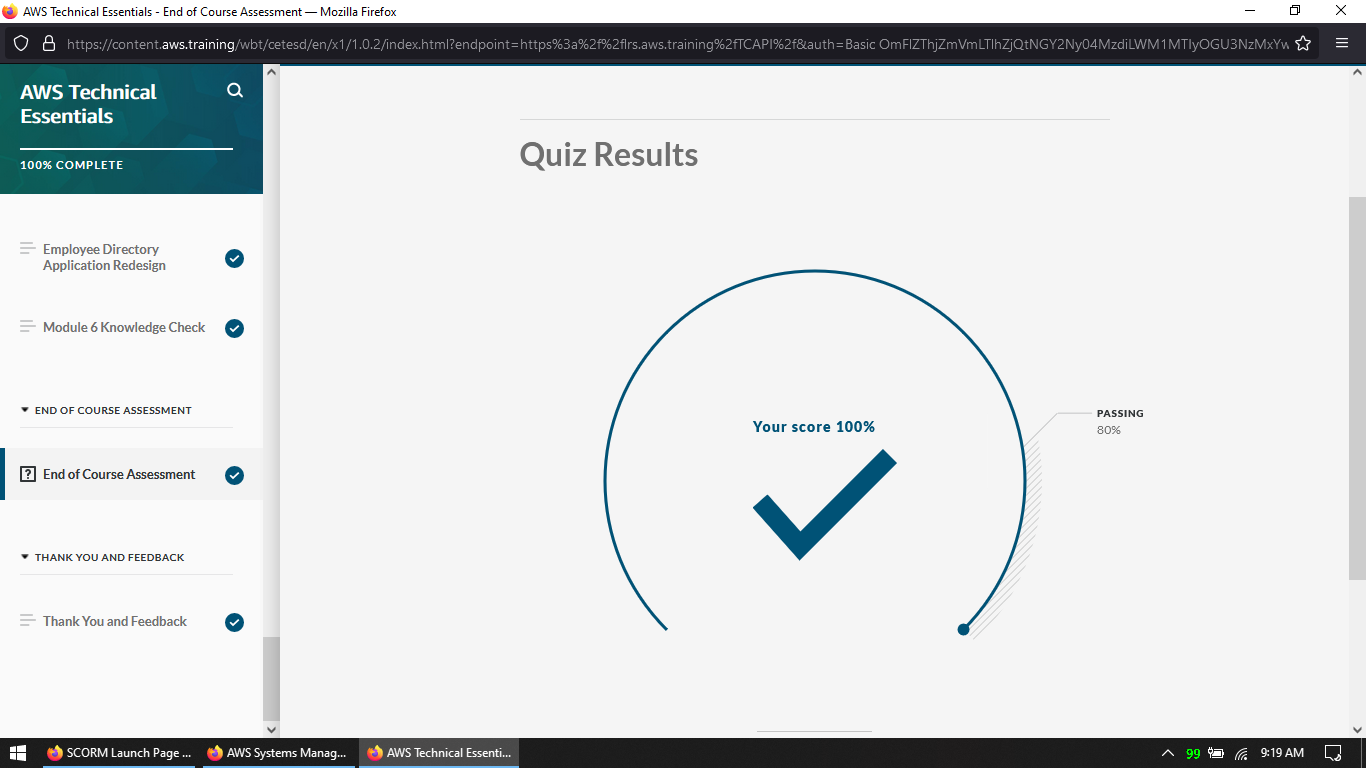 AWS Technical Essentials - End of Course Assessment — Mozilla Firefox
https://content.aws.training/wbt/cetesd/en/x1/1.0.2/index.html?endpoint=https%3a%2f%2flrs.aws.training%2fTCAPI%2f&auth=Basic
AWS Technical
Essentials
100% COMPLETE
Employee Directory
Application Redesign
Module 6 Knowledge Check
END OF COURSE ASSESSMENT
End of Course Assessment
THANK YOU AND FEEDBACK
Thank You and Feedback
Quiz Results
Your score 100%
PASSING
80%
SCORM Launch Page ...
AWS Systems Manag...
AWS Technical Essenti...
99
9:19 AM